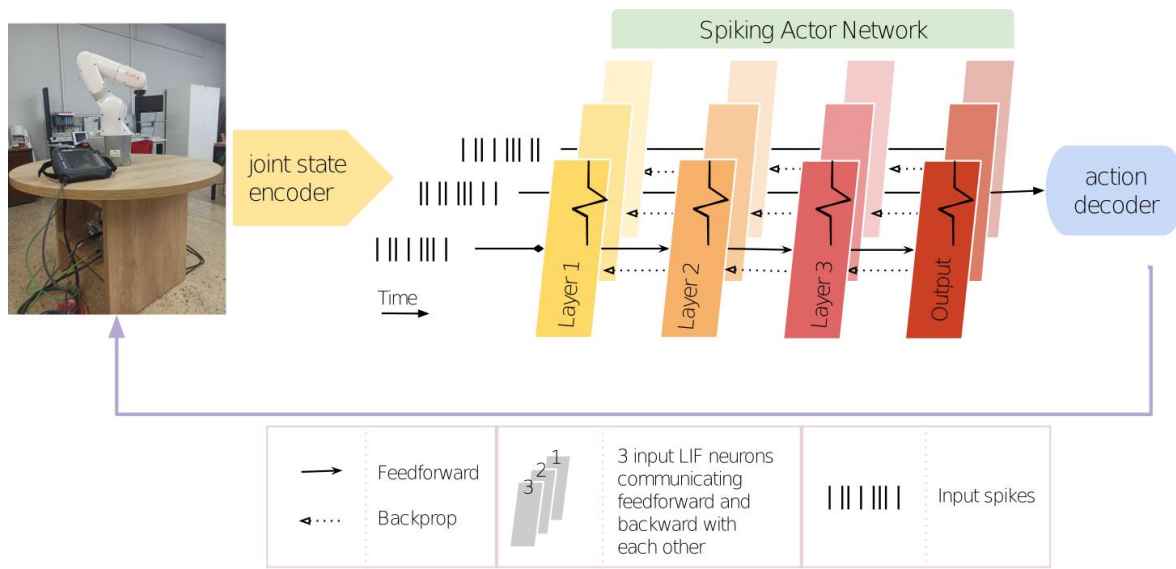 Spiking Actor Network
joint state
encoder
Time
Layer 1
Layer 2
Layer 3
Output
action
decoder
Feedforward
Backprop
1
2
3
3 input LIF neurons
communicating
feedforward and
backward with
each other
Input spikes